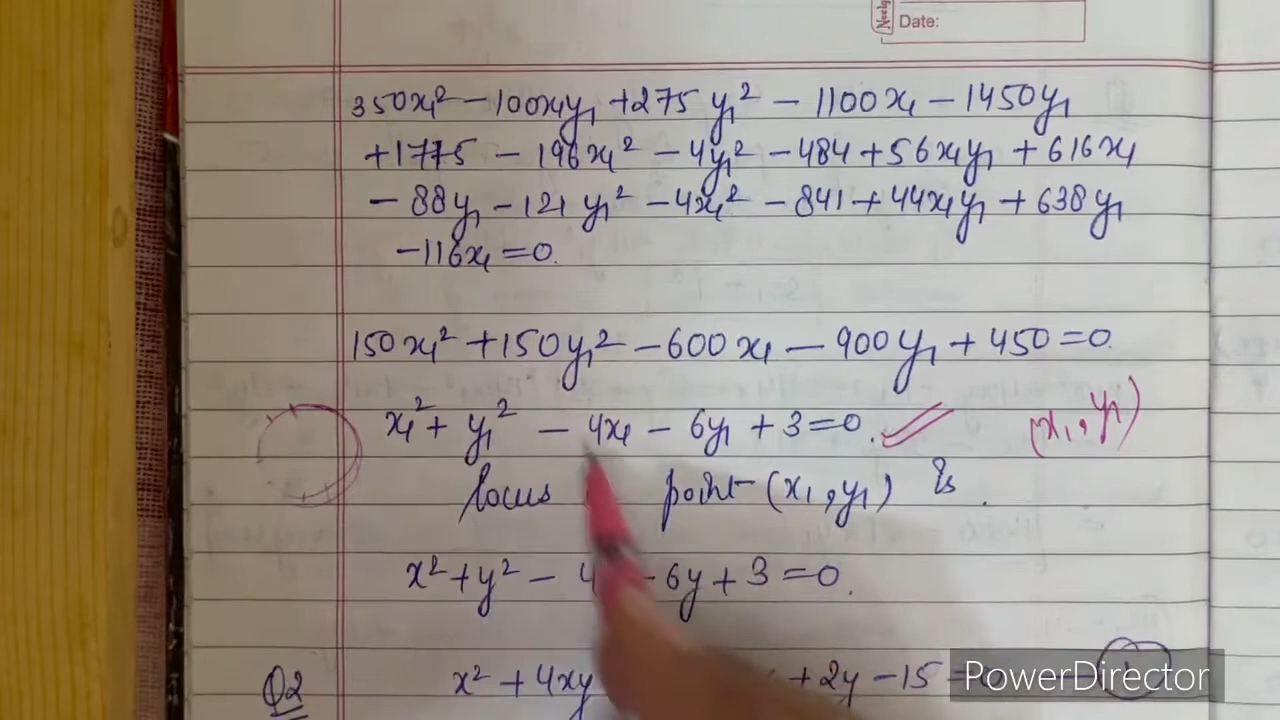 Needly
Date:
350x₁² - 100x₁y₁ + 275y₁² - 1100x₁ - 1450y₁
+ 1775 - 196x₁² - 4y₁² - 484 + 56x₁y₁ + 616x₁
- 88y₁ - 121y₁² - 4x₁² - 841 + 44x₁y₁ + 638y₁
- 116x₁ = 0.
150x₁² + 150y₁² - 600x₁ - 900y₁ + 450 = 0.
x₁² + y₁² - 4x₁ - 6y₁ + 3 = 0. (x₁, y₁)
locus point (x₁, y₁) is.
x² + y² - 4 - 6y + 3 = 0.
Q2 x² + 4xy + 2y - 15 =
PowerDirector